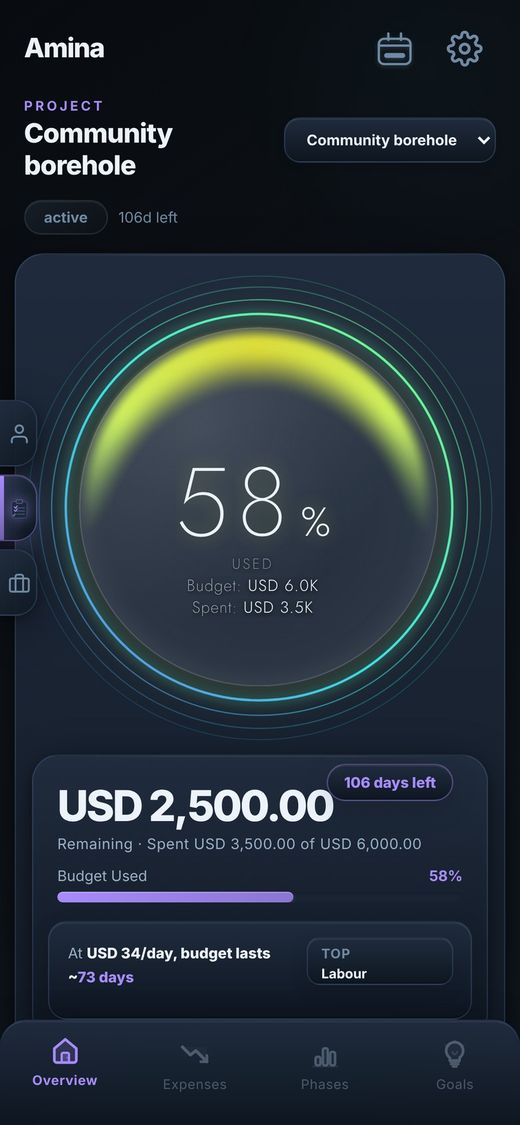 Amina
PROJECT
Community
borehole
Community borehole
active
106d left
58 %
USED
Budget: USD 6.0K
Spent: USD 3.5K
106 days left
USD 2,500.00
Remaining · Spent USD 3,500.00 of USD 6,000.00
Budget Used
58%
At USD 34/day, budget lasts
~73 days
TOP
Labour
Overview
Expenses
Phases
Goals